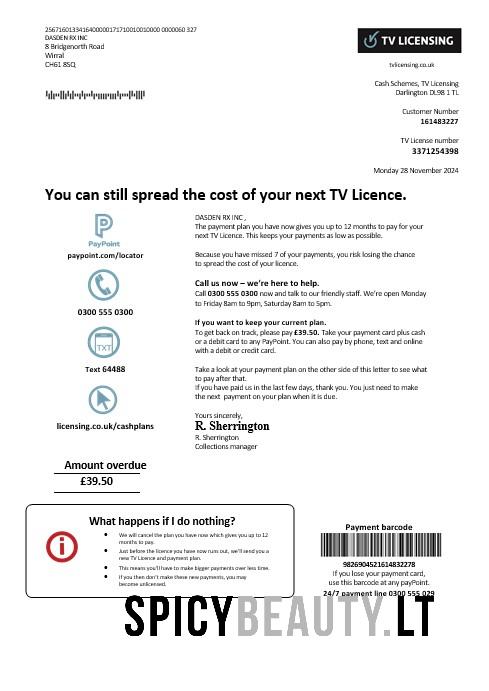 256716013341640000017171001001000 0000060 327
DASDEN RX INC
8 Bridgenorth Road
Wirral
CH61 8SQ
TV LICENSING
tvlicensing.co.uk
Cash Schemes, TV Licensing
Darlington DL98 1 TL
Customer Number
161483227
TV License number
3371254398
Monday 28 November 2024
You can still spread the cost of your next TV Licence.
PayPoint
paypoint.com/locator
0300 555 0300
TXT
Text 64488
licensing.co.uk/cashplans
Amount overdue
£39.50
DASDEN RX INC ,
The payment plan you have now gives you up to 12 months to pay for your
next TV Licence. This keeps your payments as low as possible.
Because you have missed 7 of your payments, you risk losing the chance
to spread the cost of your licence.
Call us now – we're here to help.
Call 0300 555 0300 now and talk to our friendly staff. We're open Monday
to Friday 8am to 9pm, Saturday 8am to 5pm.
If you want to keep your current plan.
To get back on track, please pay £39.50. Take your payment card plus cash
or a debit card to any PayPoint. You can also pay by phone, text and online
with a debit or credit card.
Take a look at your payment plan on the other side of this letter to see what
to pay after that.
If you have paid us in the last few days, thank you. You just need to make
the next payment on your plan when it is due.
Yours sincerely,
R. Sherrington
R. Sherrington
Collections manager
What happens if I do nothing?
• We will cancel the plan you have now which gives you up to 12
months to pay.
• Just before the licence you have now runs out, we'll send you a
new TV Licence and payment plan.
• This means you'll have to make bigger payments over less time.
• If you then don't make these new payments, you may
become unlicensed.
Payment barcode
9826904521614832278
If you lose your payment card,
use this barcode at any payPoint.
24/7 payment line 0300 555 029
SPICYBEAUTY.LT